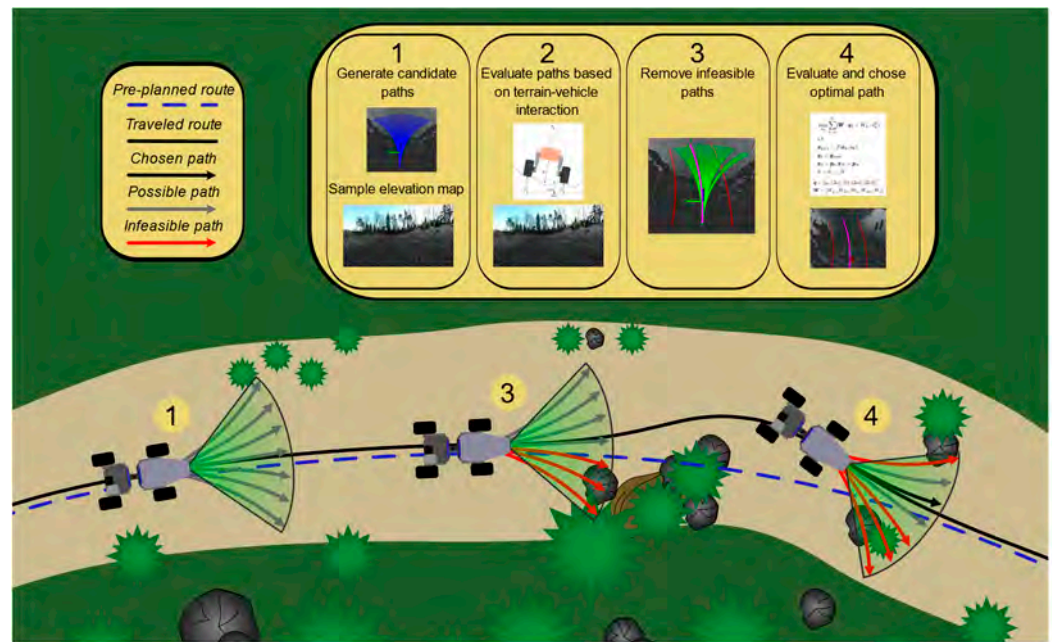 Pre-planned route
Traveled route
Chosen path
Possible path
Infeasible path
1
Generate candidate
paths
Sample elevation map
2
Evaluate paths based
on terrain-vehicle
interaction
3
Remove infeasible
paths
4
Evaluate and chose
optimal path
1
3
4